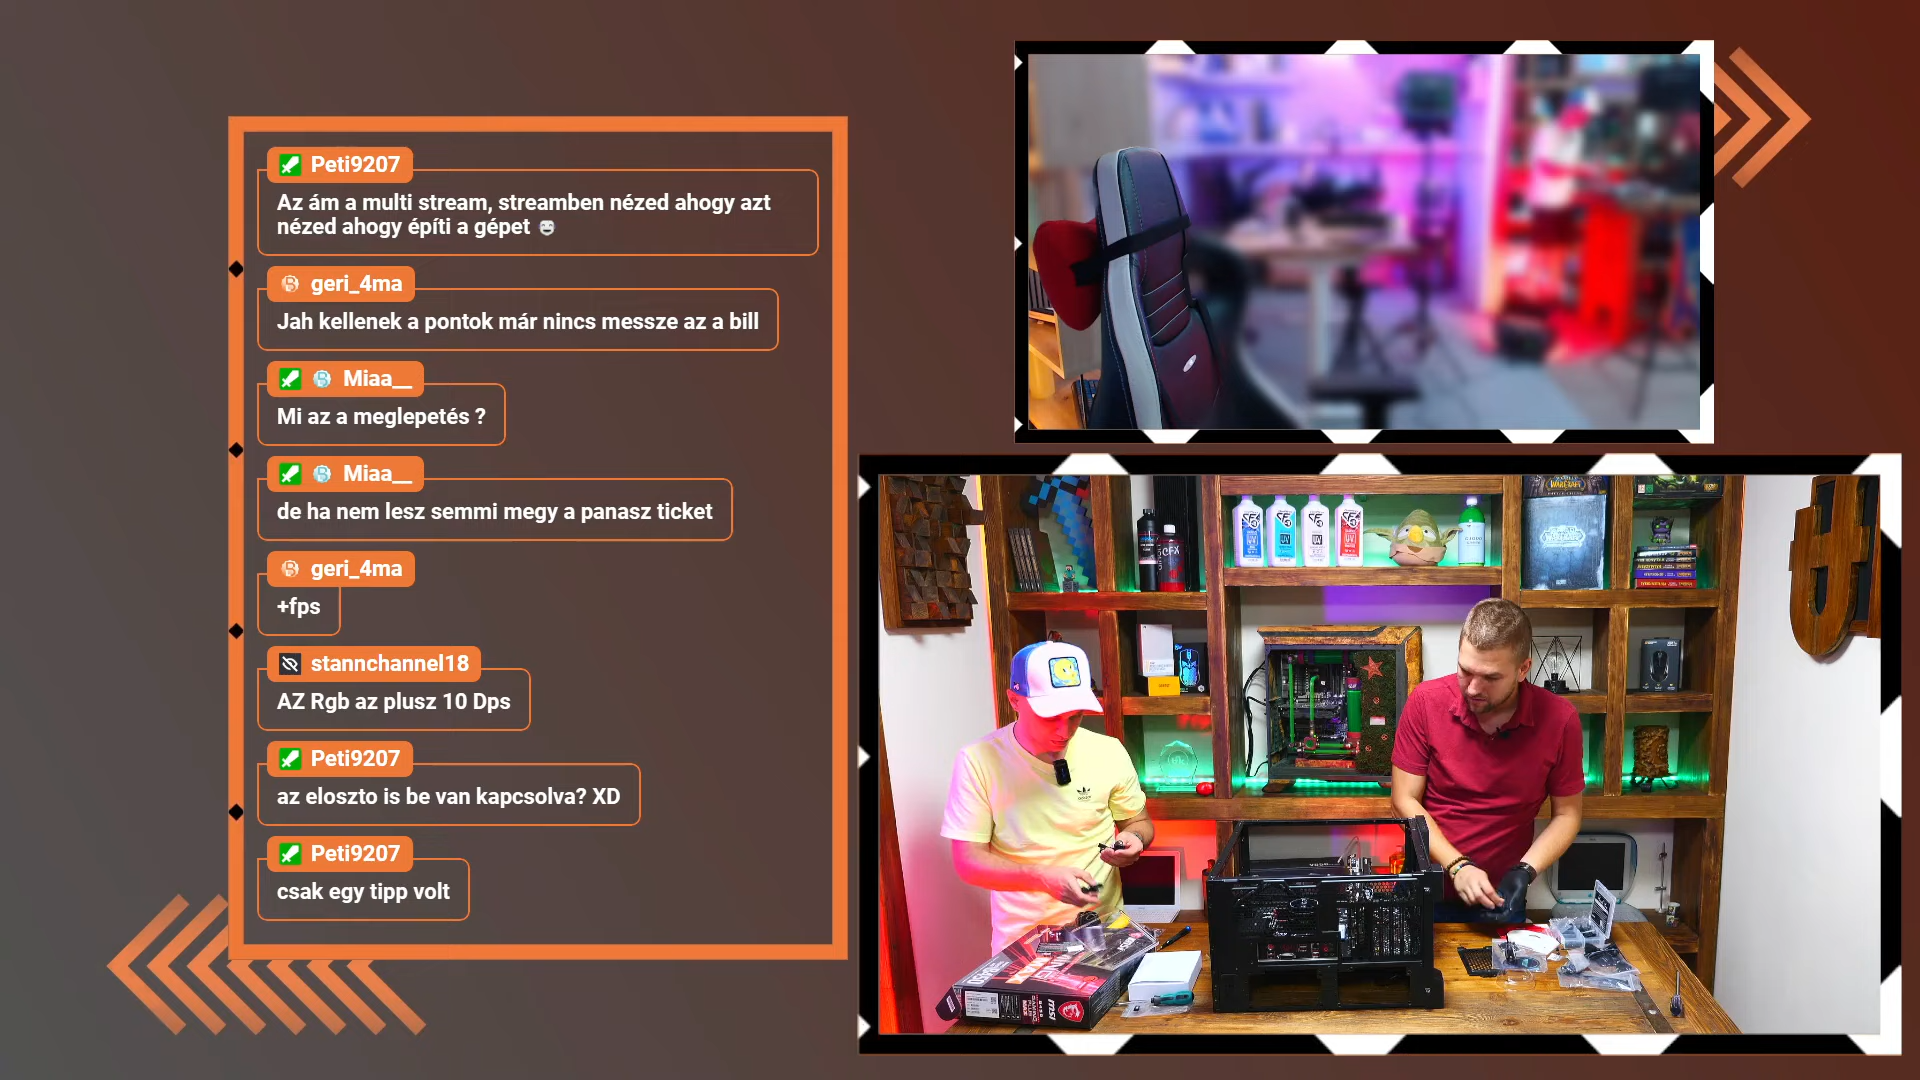 Peti9207
Az ám a multi stream, streamben nézed ahogy azt
nézed ahogy építi a gépet
geri_4ma
Jah kellenek a pontok már nincs messze az a bill
Miaa__
Mi az a meglepetés ?
Miaa__
de ha nem lesz semmi megy a panasz ticket
geri_4ma
+fps
stannchannel18
AZ Rgb az plusz 10 Dps
Peti9207
az eloszto is be van kapcsolva? XD
Peti9207
csak egy tipp volt
WARCRAFT
adidas
msi